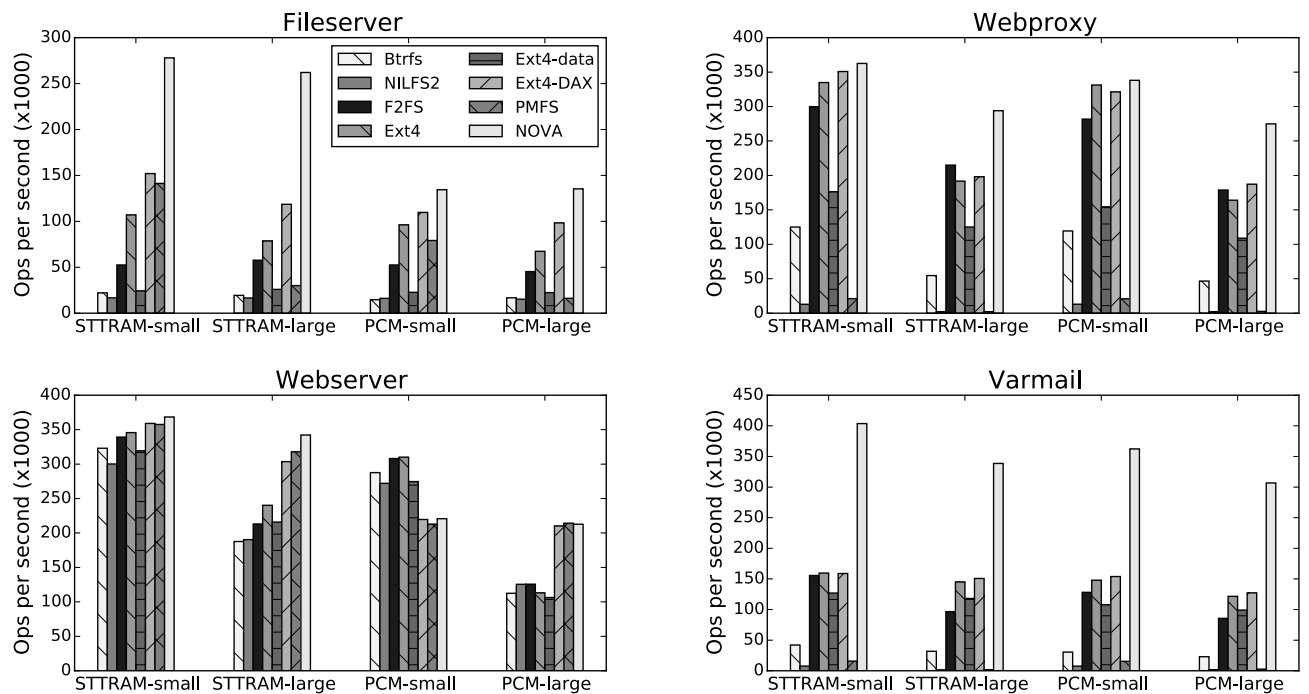 Fileserver
Ops per second (x1000)
300
250
200
150
100
50
0
Btrfs
NILFS2
F2FS
Ext4
Ext4-data
Ext4-DAX
PMFS
NOVA
STTRAM-small STTRAM-large PCM-small PCM-large
Webproxy
Ops per second (x1000)
400
350
300
250
200
150
100
50
0
STTRAM-small STTRAM-large PCM-small PCM-large
Webserver
Ops per second (x1000)
400
350
300
250
200
150
100
50
0
STTRAM-small STTRAM-large PCM-small PCM-large
Varmail
Ops per second (x1000)
450
400
350
300
250
200
150
100
50
0
STTRAM-small STTRAM-large PCM-small PCM-large